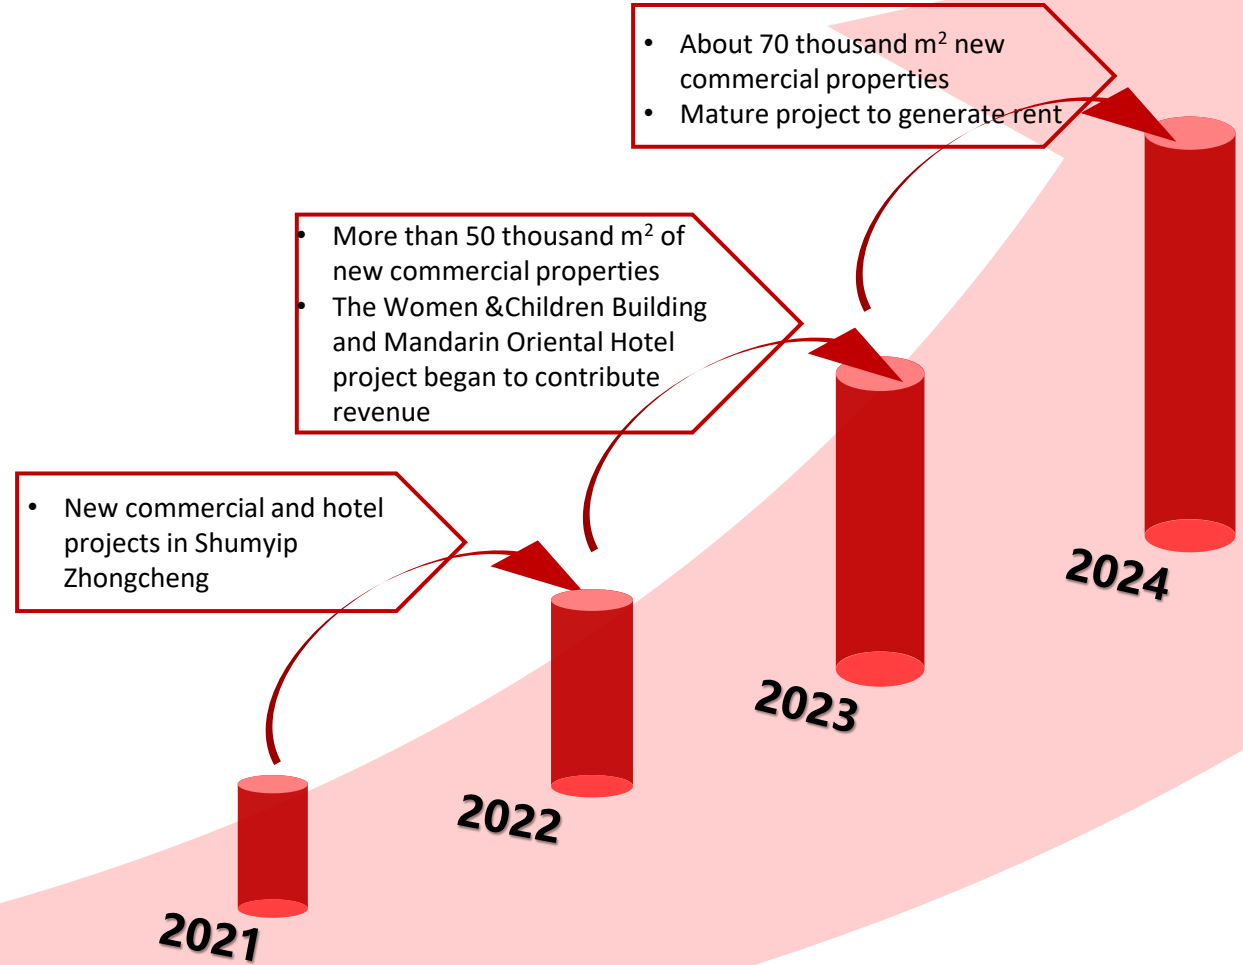 • About 70 thousand m² new
commercial properties
• Mature project to generate rent
• More than 50 thousand m² of
new commercial properties
• The Women &Children Building
and Mandarin Oriental Hotel
project began to contribute
revenue
• New commercial and hotel
projects in Shumyip
Zhongcheng
2024
2023
2022
2021